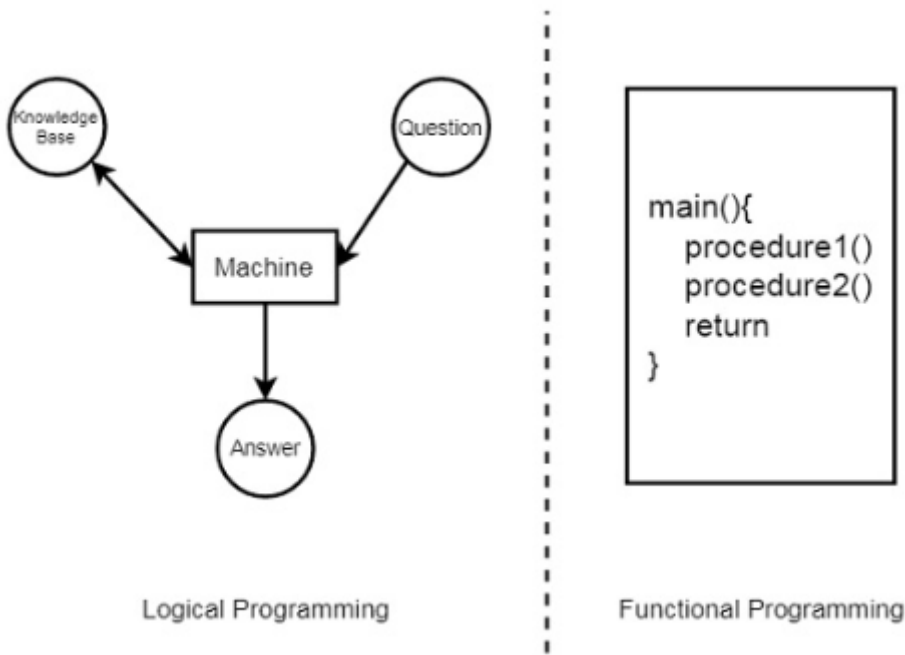 Knowledge
Base
Question
Machine
Answer
Logical Programming
main(){
procedure1()
procedure2()
return
}
Functional Programming